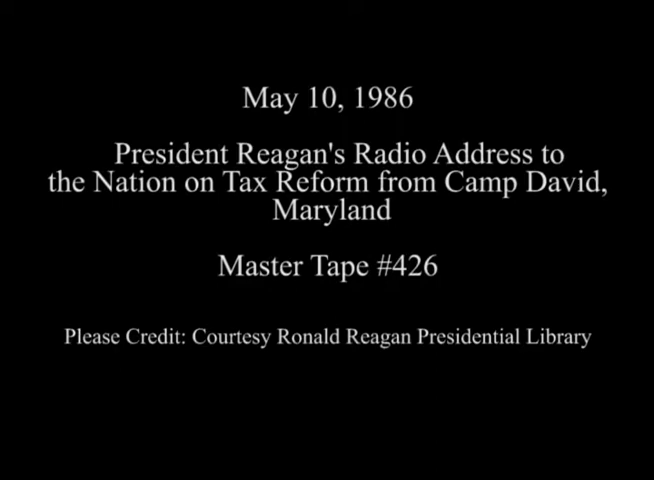 May 10, 1986
President Reagan's Radio Address to
the Nation on Tax Reform from Camp David,
Maryland
Master Tape #426
Please Credit: Courtesy Ronald Reagan Presidential Library